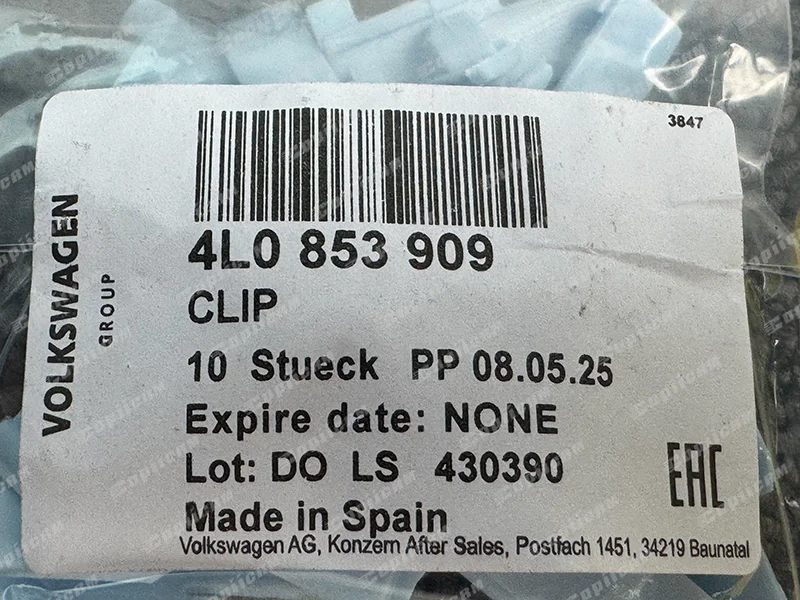 3847
4L0 853 909
CLIP
10 Stueck PP 08.05.25
Expire date: NONE
Lot: DO LS 430390
Made in Spain
Volkswagen AG, Konzern After Sales, Postfach 1451, 34219 Baunatal
VOLKSWAGEN
GROUP
EAC